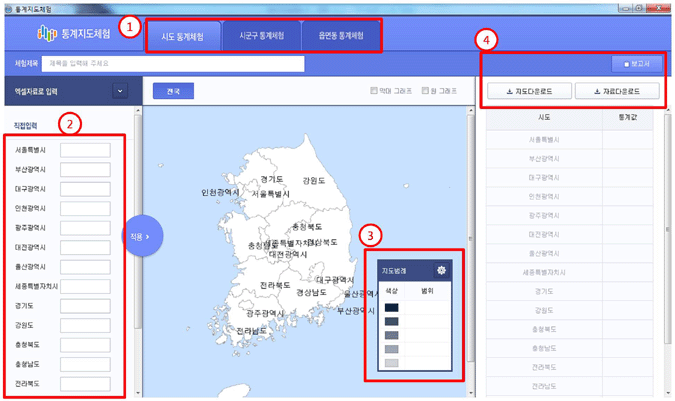 통계지도체험
통계지도체험
1
시도 통계체험
시군구 통계체험
읍면동 통계체험
4
체험제목
제목을 입력해 주세요
보고서
엑셀자료로 입력
전국
막대 그래프
원 그래프
지도다운로드
자료다운로드
직접입력
2
서울특별시
부산광역시
대구광역시
인천광역시
광주광역시
대전광역시
울산광역시
세종특별자치시
경기도
강원도
충청북도
충청남도
전라북도
적용 >
경기도
강원도
인천광역시
서울특별시
충청북도
충청남도
세종특별자치시
경상북도
대전광역시
대구광역시
전라북도
경상남도
울산광역시
광주광역시
부산광역시
전라남도
3
지도범례
색상
범위
시도
통계값
서울특별시
부산광역시
대구광역시
인천광역시
광주광역시
대전광역시
울산광역시
세종특별자치시
경기도
강원도
충청북도
충청남도
전라북도
전라남도